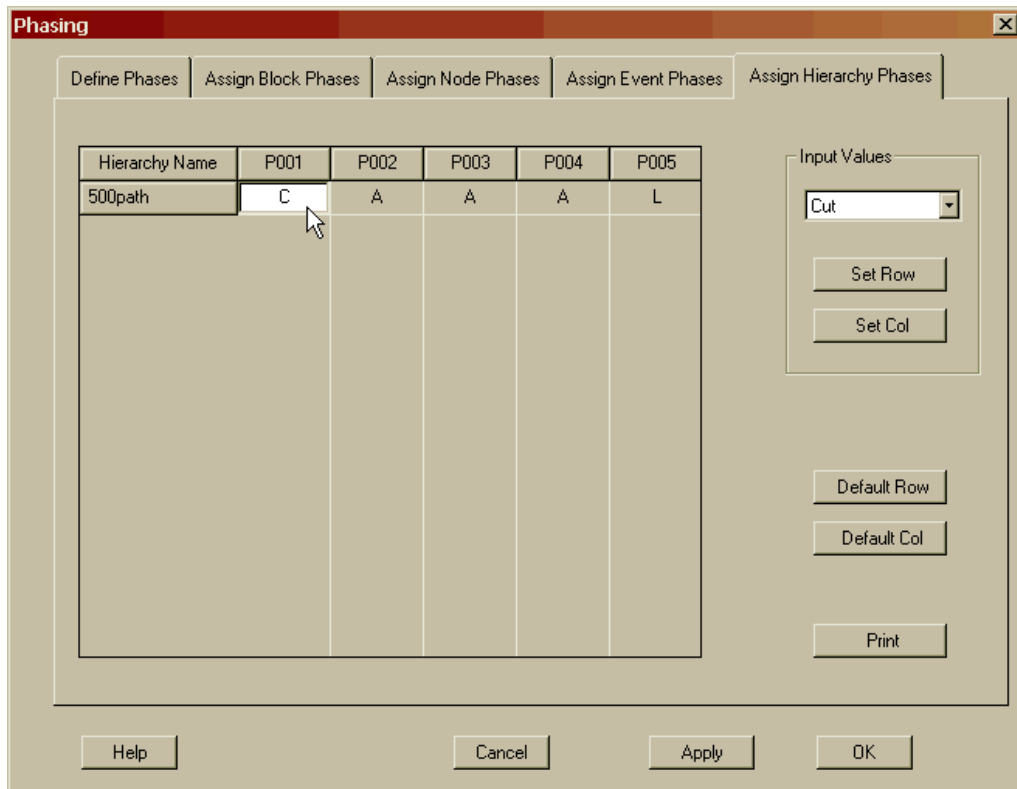 Phasing
Define Phases Assign Block Phases Assign Node Phases Assign Event Phases Assign Hierarchy Phases
Hierarchy Name P001 P002 P003 P004 P005
500path C A A A L
Input Values
Cut
Set Row
Set Col
Default Row
Default Col
Print
Help Cancel Apply OK